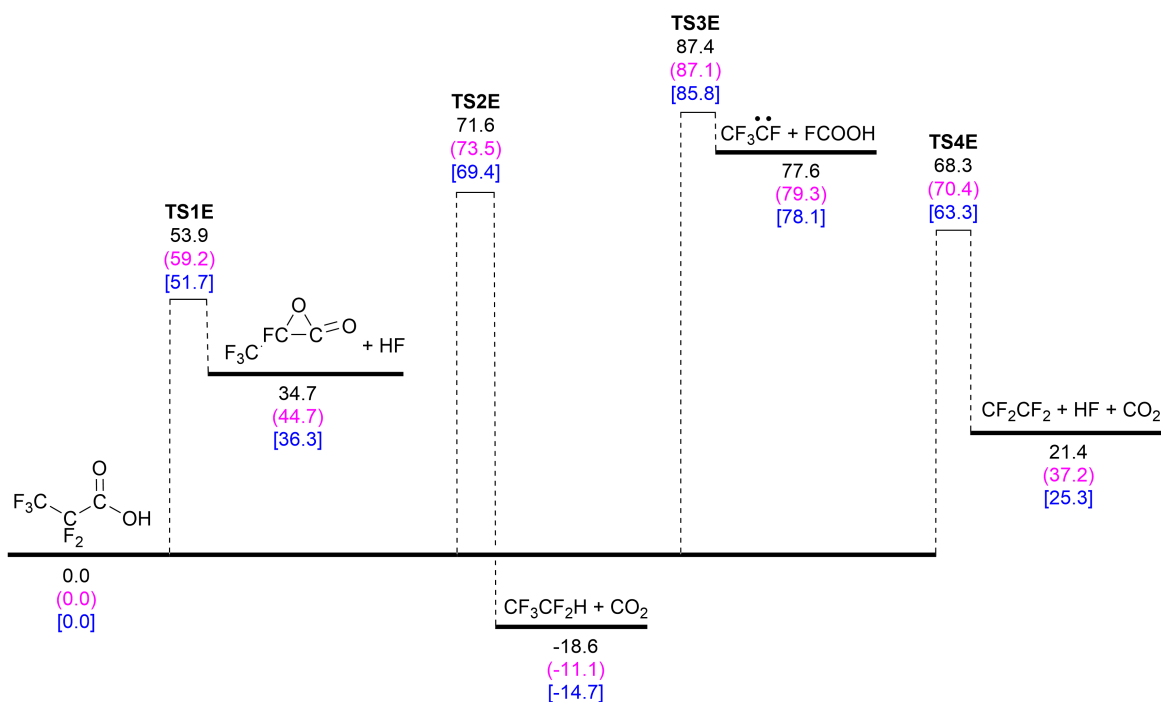 TS3E
87.4
(87.1)
[85.8]
TS2E
71.6
(73.5)
[69.4]
CF₃C̈F + FCOOH
77.6
(79.3)
[78.1]
TS4E
68.3
(70.4)
[63.3]
TS1E
53.9
(59.2)
[51.7]
O
FC C O
F₃C + HF
34.7
(44.7)
[36.3]
CF₂CF₂ + HF + CO₂
21.4
(37.2)
[25.3]
O
F₃C C
C OH
F₂
0.0
(0.0)
[0.0]
CF₃CF₂H + CO₂
-18.6
(-11.1)
[-14.7]